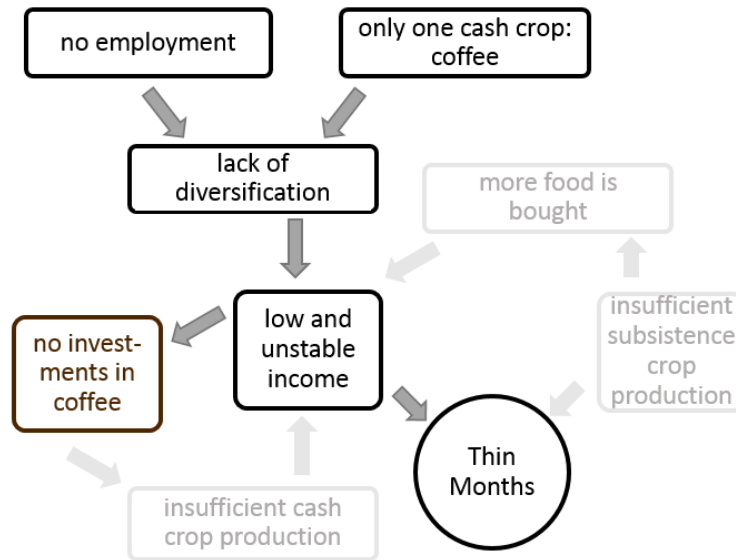 no employment
only one cash crop:
coffee
lack of
diversification
more food is
bought
low and
unstable
income
no invest-
ments in
coffee
insufficient
subsistence
crop
production
Thin
Months
insufficient cash
crop production